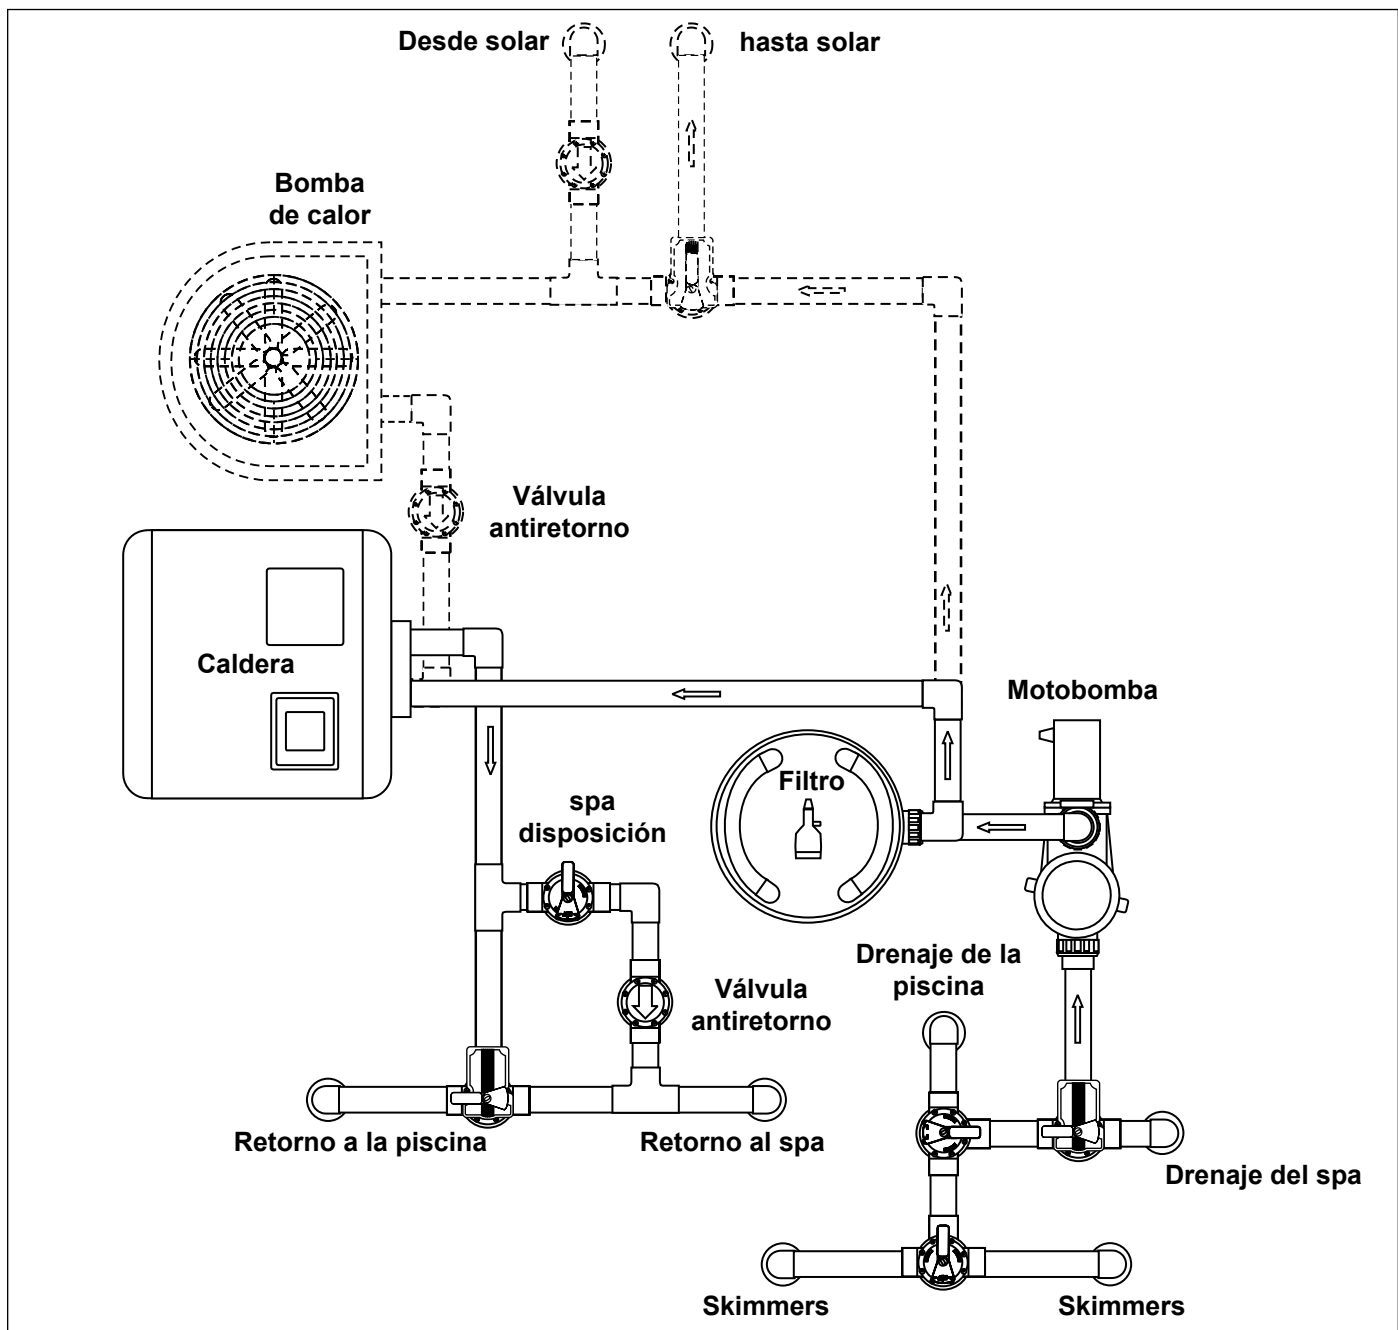 Desde solar
hasta solar
Bomba
de calor
Válvula
antiretorno
Caldera
Motobomba
Filtro
spa
disposición
Drenaje de la
piscina
Válvula
antiretorno
Retorno a la piscina
Retorno al spa
Drenaje del spa
Skimmers
Skimmers